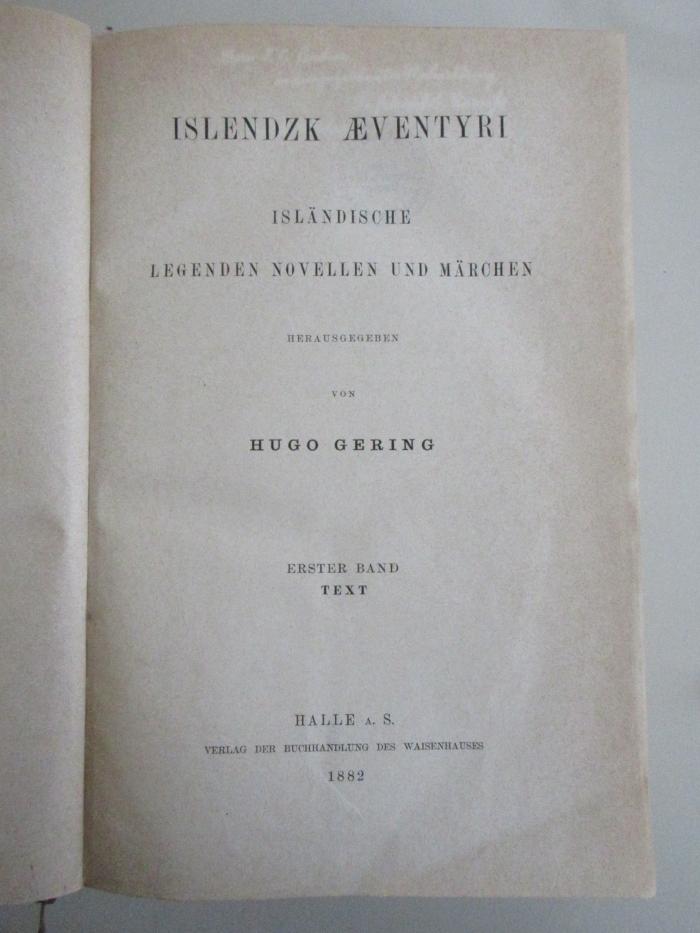 ISLENDZK ÆVENTYRI
ISLÄNDISCHE
LEGENDEN NOVELLEN UND MÄRCHEN
HERAUSGEGEBEN
VON
HUGO GERING
ERSTER BAND
TEXT
HALLE A. S.
VERLAG DER BUCHHANDLUNG DES WAISENHAUSES
1882